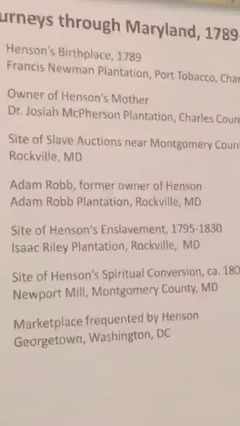 urneys through Maryland, 1789-
Henson's Birthplace, 1789
Francis Newman Plantation, Port Tobacco, Char
Owner of Henson's Mother
Dr. Josiah McPherson Plantation, Charles Coun
Site of Slave Auctions near Montgomery Coun
Rockville, MD
Adam Robb, former owner of Henson
Adam Robb Plantation, Rockville, MD
Site of Henson's Enslavement, 1795-1830
Isaac Riley Plantation, Rockville, MD
Site of Henson's Spiritual Conversion, ca. 180
Newport Mill, Montgomery County, MD
Marketplace frequented by Henson
Georgetown, Washington, DC